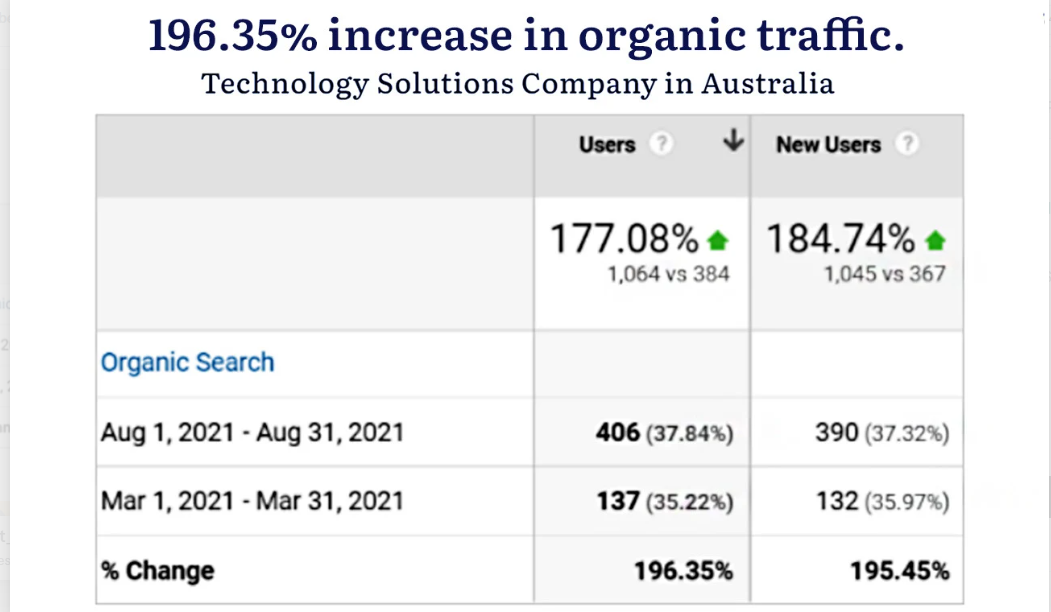 196.35% increase in organic traffic.
Technology Solutions Company in Australia
Users ? New Users ?
177.08% 184.74%
1,064 vs 384 1,045 vs 367
Organic Search
Aug 1, 2021 - Aug 31, 2021 406 (37.84%) 390 (37.32%)
Mar 1, 2021 - Mar 31, 2021 137 (35.22%) 132 (35.97%)
% Change 196.35% 195.45%